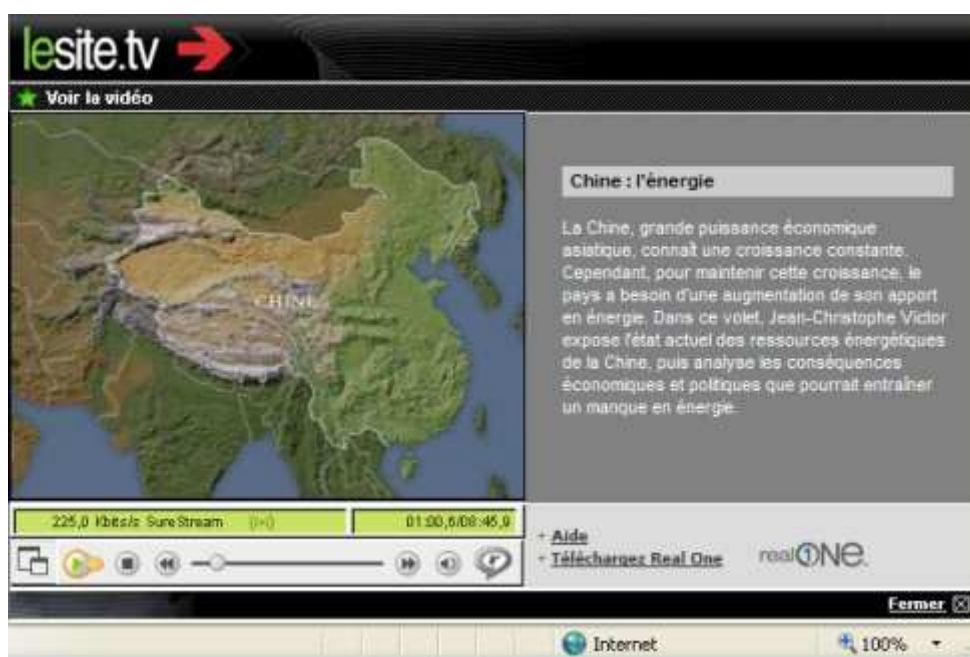 lesite.tv
Voir la vidéo
CHINE
Chine : l'énergie
La Chine, grande puissance économique
asiatique, connaît une croissance constante.
Cependant, pour maintenir cette croissance, le
pays a besoin d'une augmentation de son apport
en énergie. Dans ce volet, Jean-Christophe Victor
expose l'état actuel des ressources énergétiques
de la Chine, puis analyse les conséquences
économiques et politiques que pourrait entraîner
un manque en énergie.
225,0 Kbits/s SureStream
01:00,6/08:45,9
Aide
Téléchargez Real One
real ONE
Fermer
Internet
100%